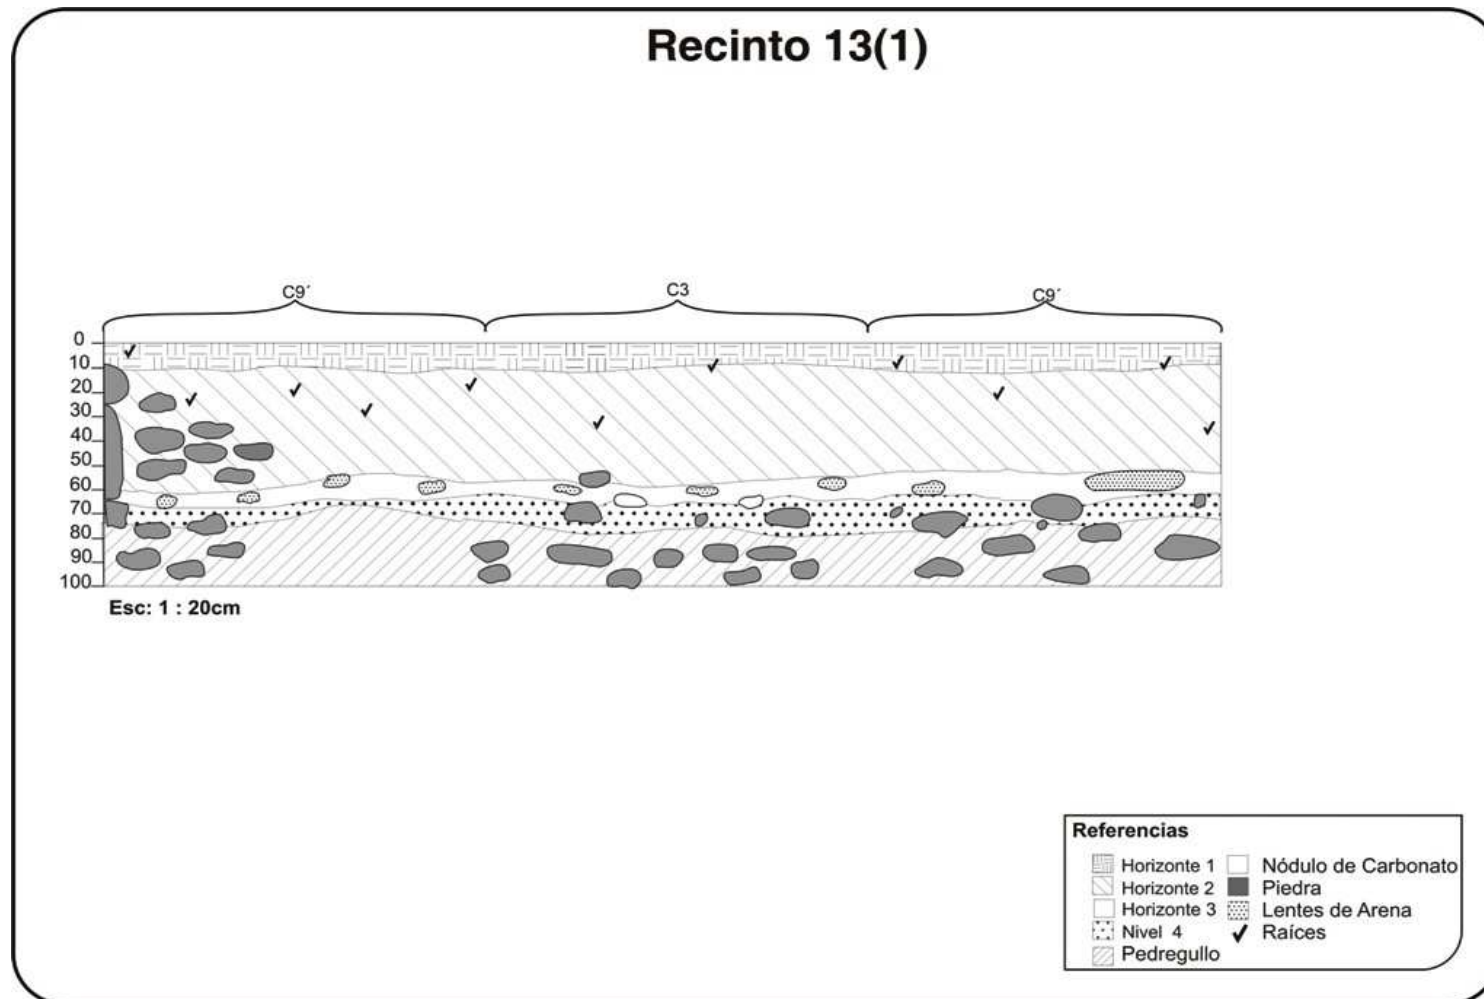 Recinto 13(1)
C9´
C3
C9´
0
10
20
30
40
50
60
70
80
90
100
Esc: 1 : 20cm
Referencias
Horizonte 1
Nódulo de Carbonato
Horizonte 2
Piedra
Horizonte 3
Lentes de Arena
Nivel 4
Raíces
Pedregullo